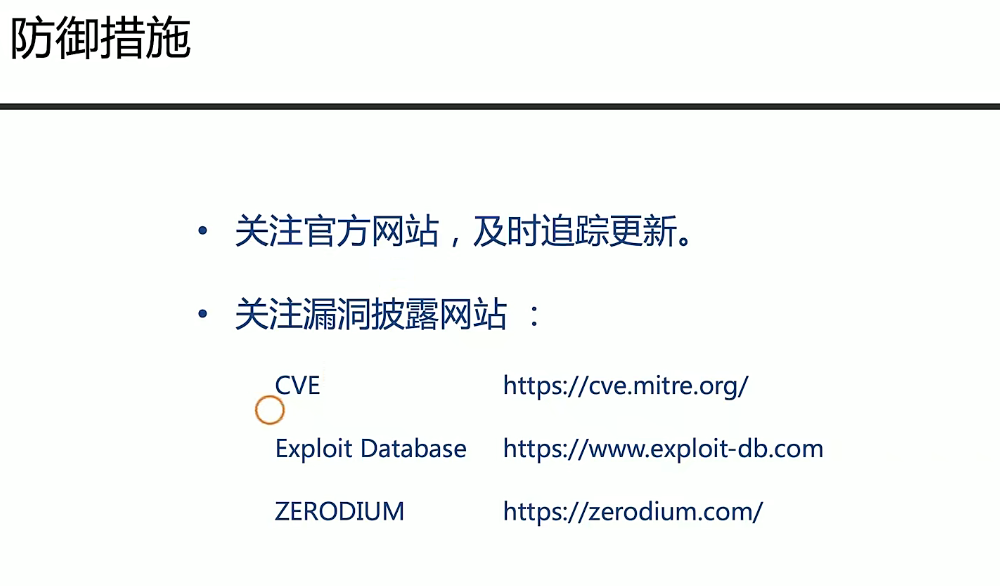 防御措施
• 关注官方网站，及时追踪更新。
• 关注漏洞披露网站 ：
CVE https://cve.mitre.org/
Exploit Database https://www.exploit-db.com
ZERODIUM https://zerodium.com/